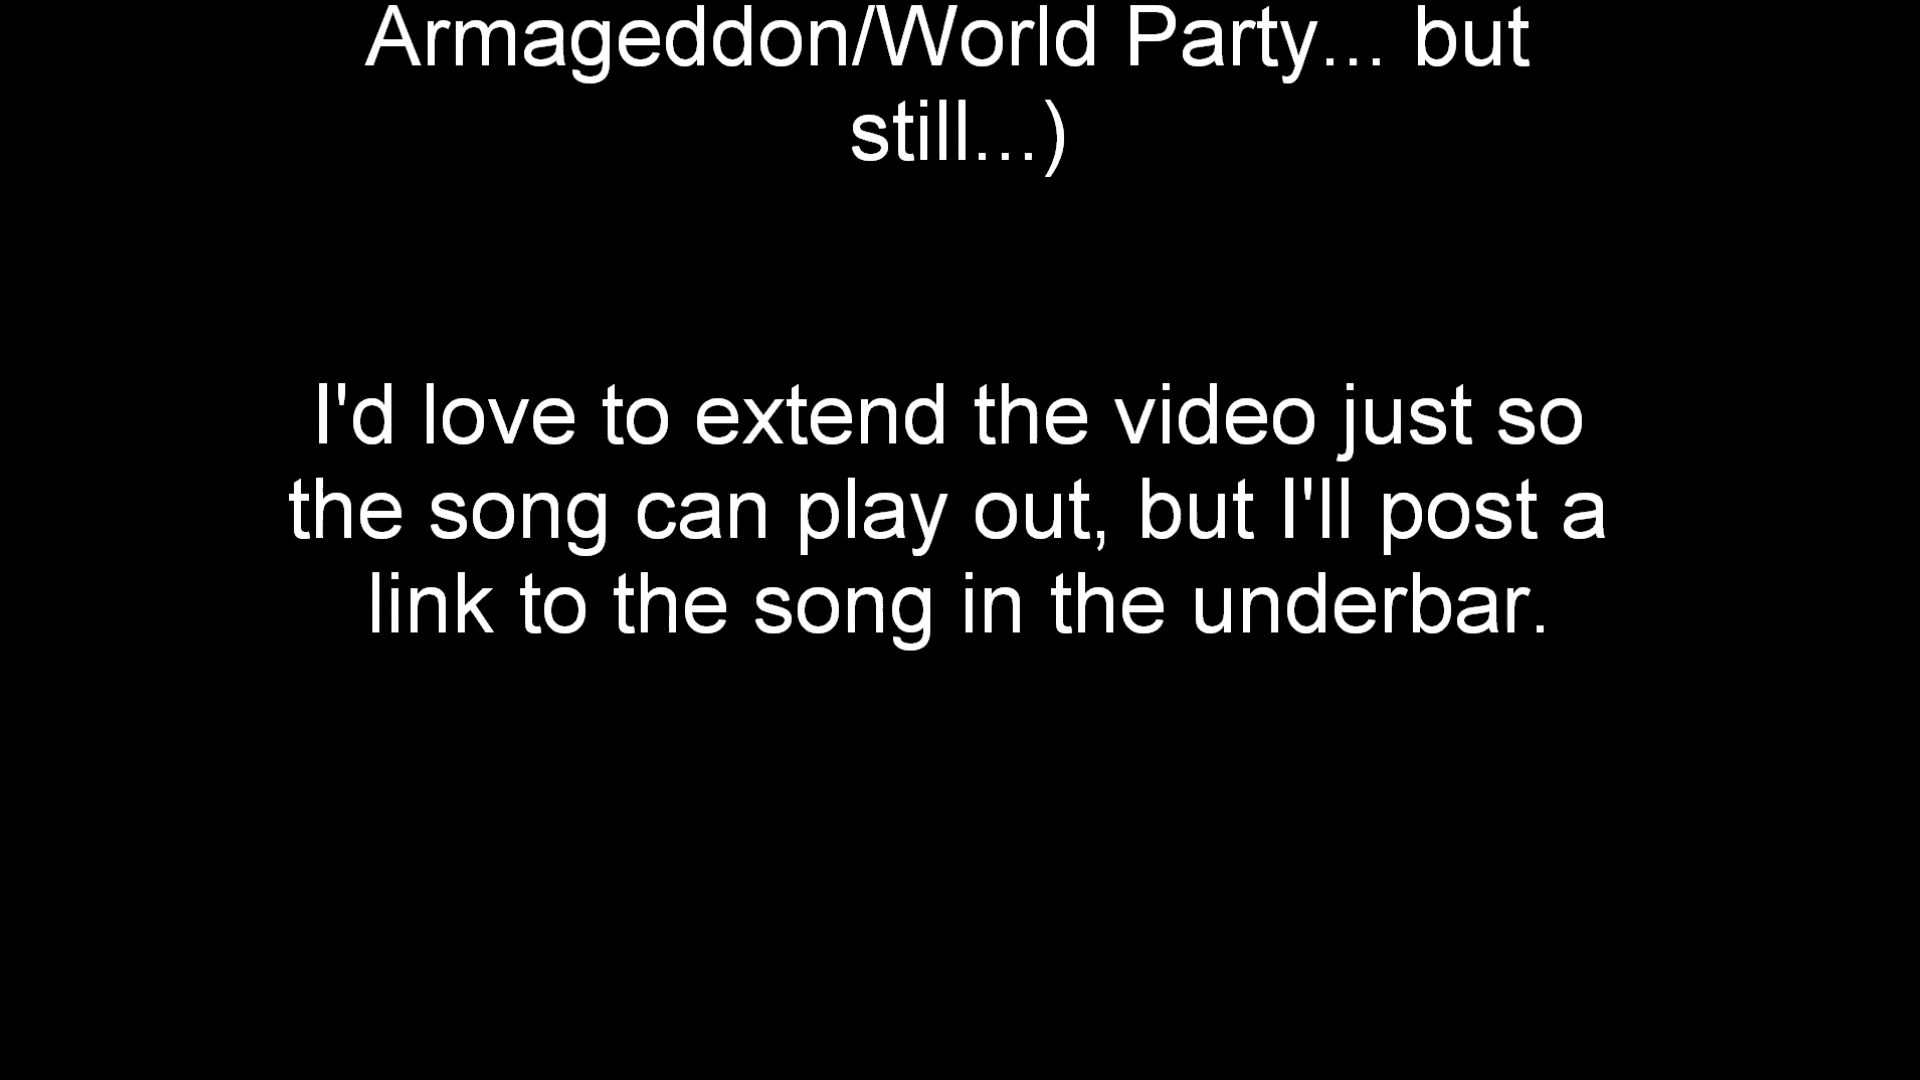 Armageddon/World Party... but
still...)
I'd love to extend the video just so
the song can play out, but I'll post a
link to the song in the underbar.